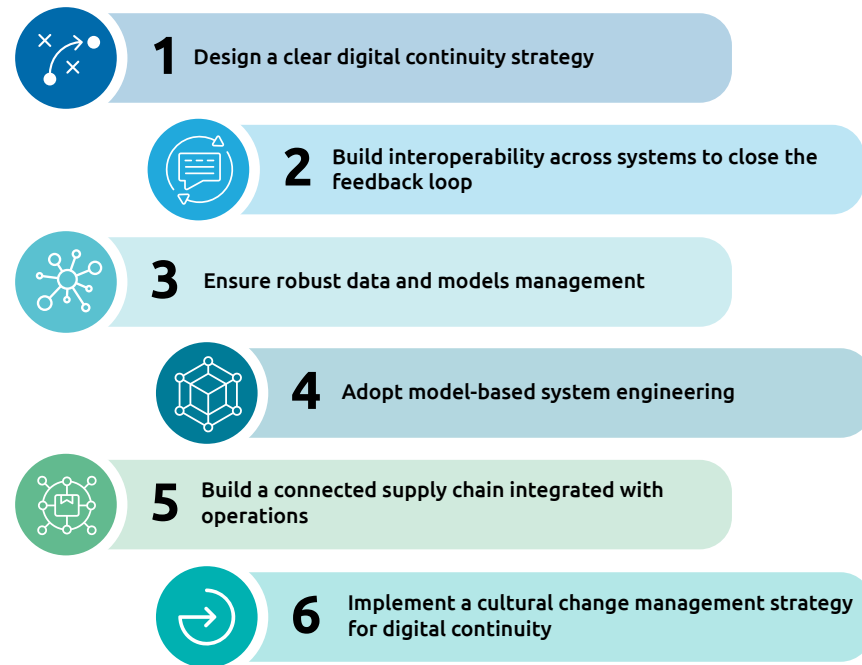 1 Design a clear digital continuity strategy
2 Build interoperability across systems to close the
feedback loop
3 Ensure robust data and models management
4 Adopt model-based system engineering
5 Build a connected supply chain integrated with
operations
6 Implement a cultural change management strategy
for digital continuity